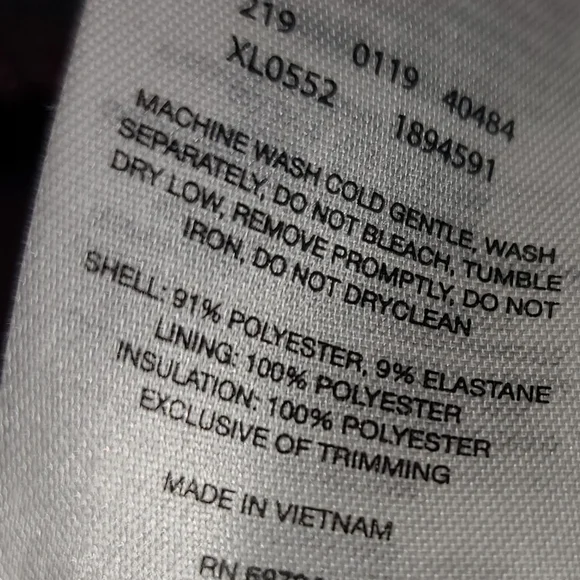 219 0119 40484
XL0552 1894591
MACHINE WASH COLD GENTLE, WASH
SEPARATELY, DO NOT BLEACH, TUMBLE
DRY LOW, REMOVE PROMPTLY, DO NOT
IRON, DO NOT DRYCLEAN
SHELL: 91% POLYESTER, 9% ELASTANE
LINING: 100% POLYESTER
INSULATION: 100% POLYESTER
EXCLUSIVE OF TRIMMING
MADE IN VIETNAM
RN